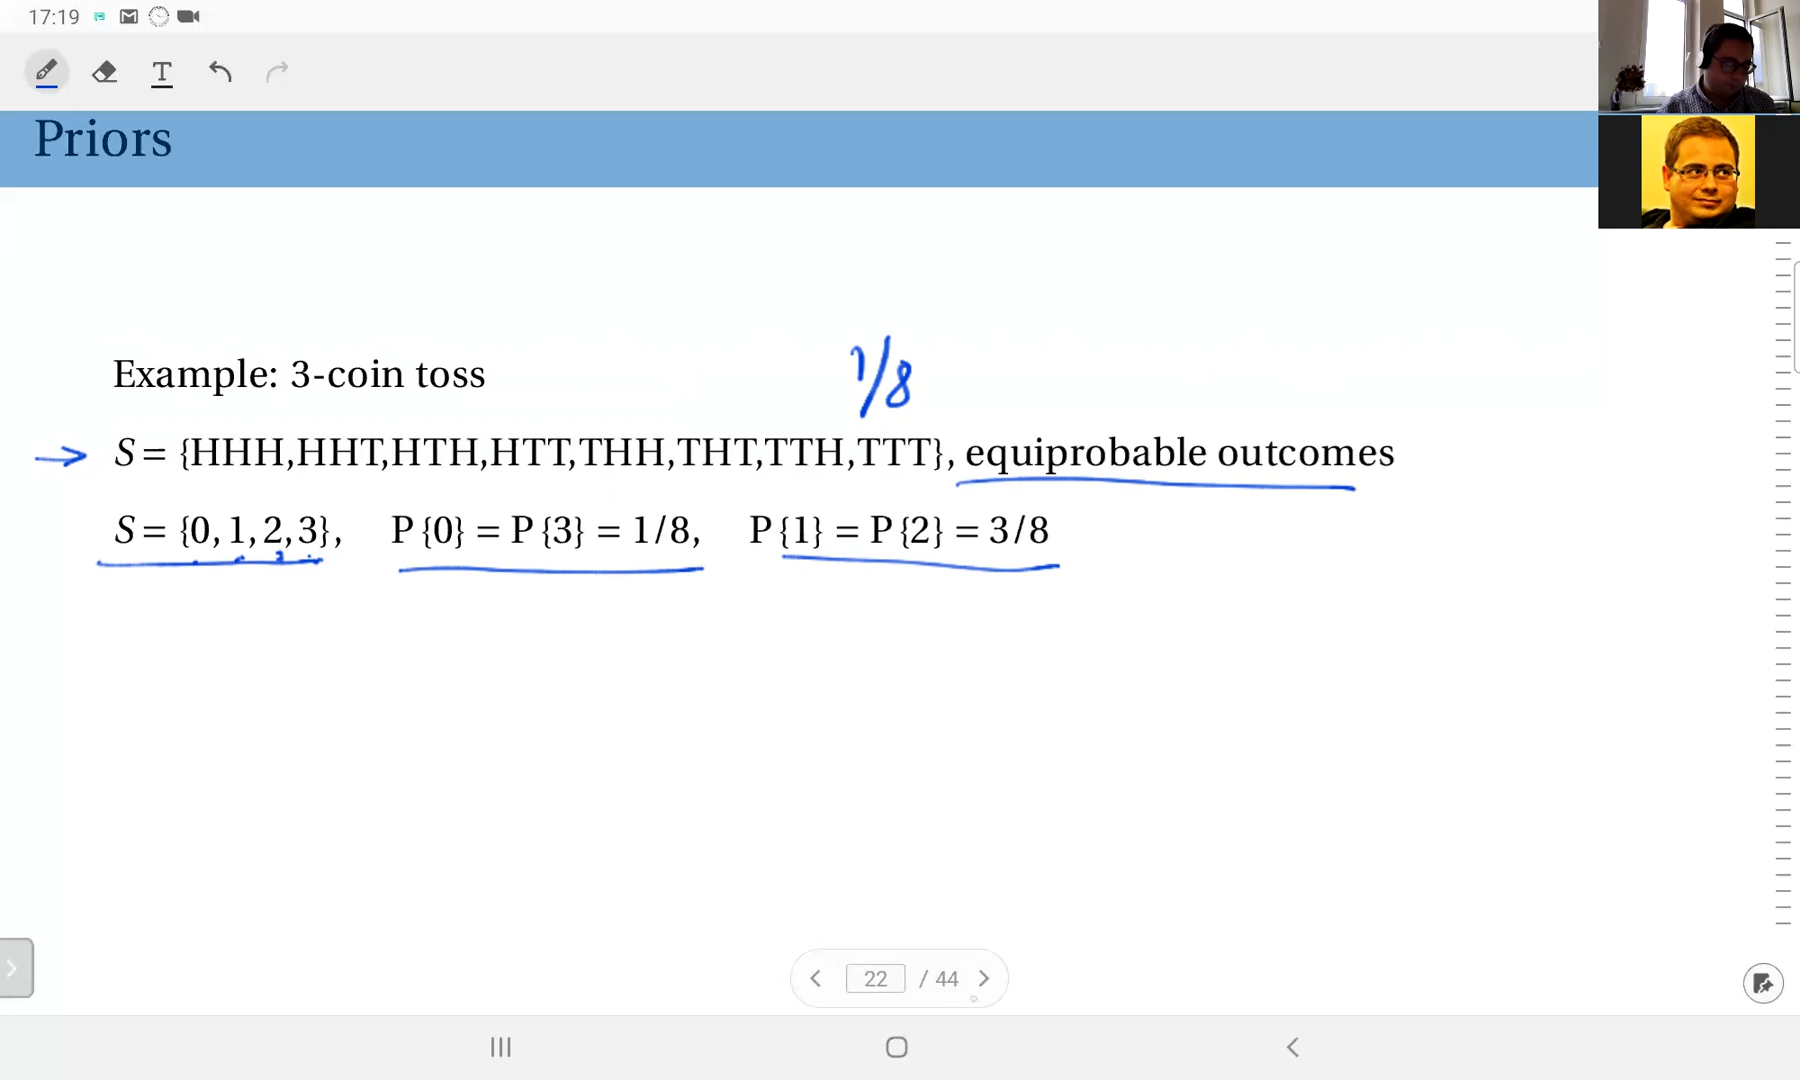 17:19
T
Priors
1/8
Example: 3-coin toss
→ S = {HHH,HHT,HTH,HTT,THH,THT,TTH,TTT}, equiprobable outcomes
S = {0, 1, 2, 3}, P{0} = P{3} = 1/8, P{1} = P{2} = 3/8
22 / 44